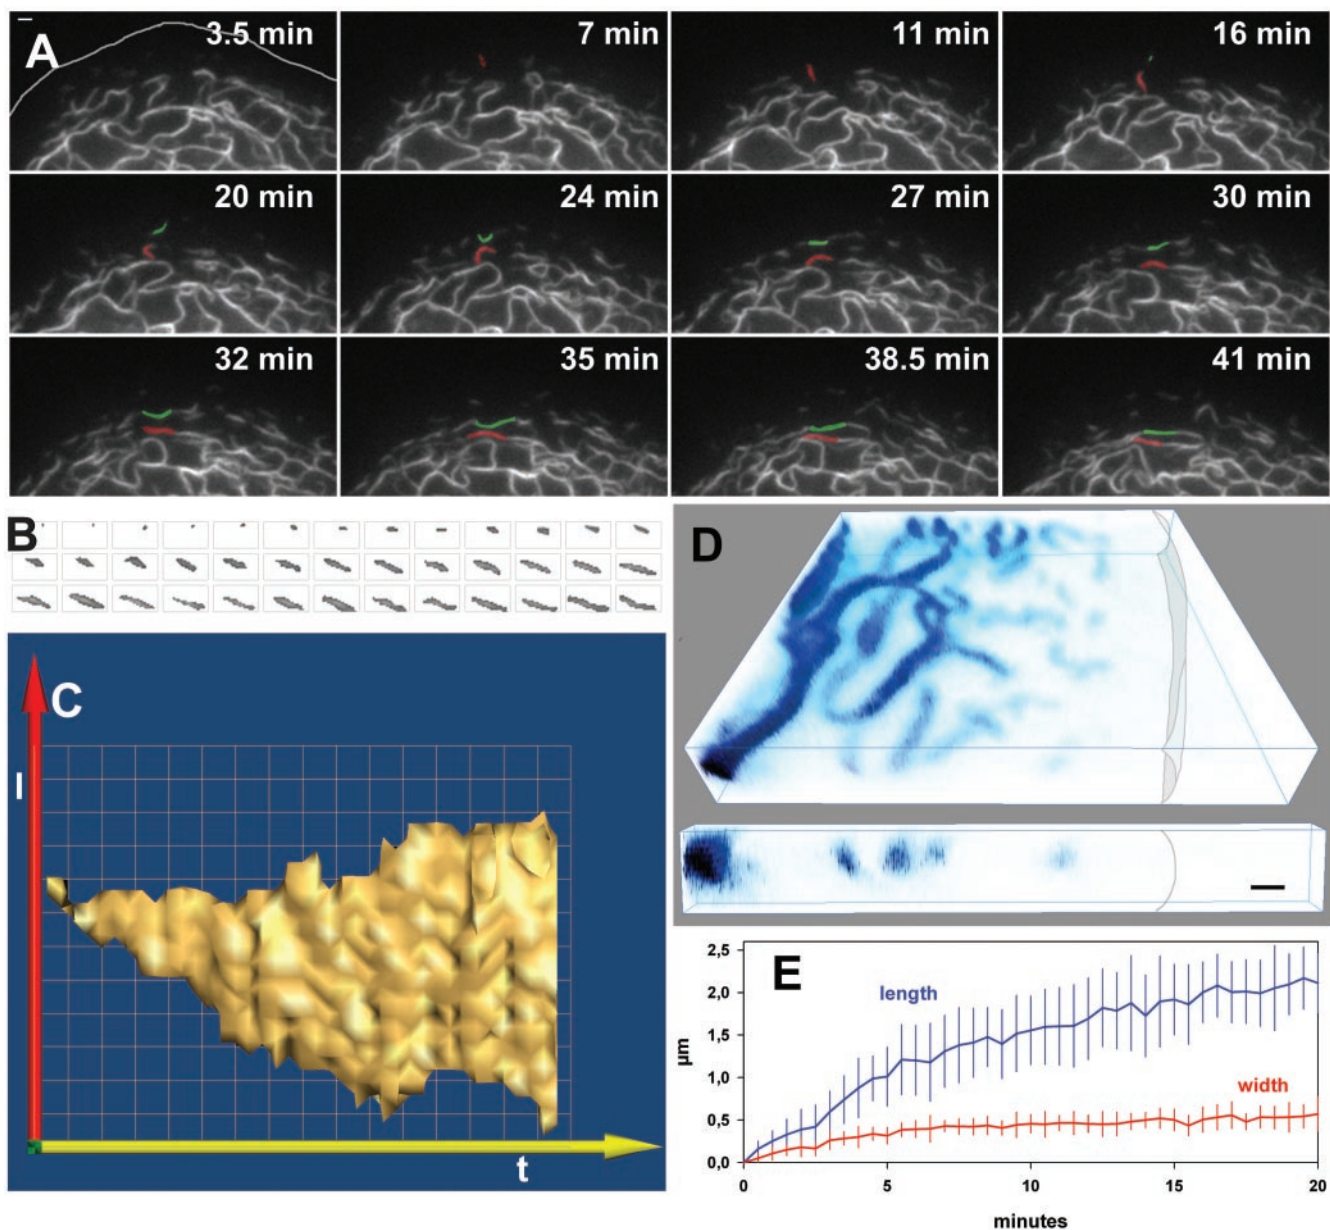 A
3.5 min
7 min
11 min
16 min
20 min
24 min
27 min
30 min
32 min
35 min
38.5 min
41 min
B
C
l
t
D
E
length
width
µm
2,5
2,0
1,5
1,0
0,5
0,0
0
5
10
15
20
minutes